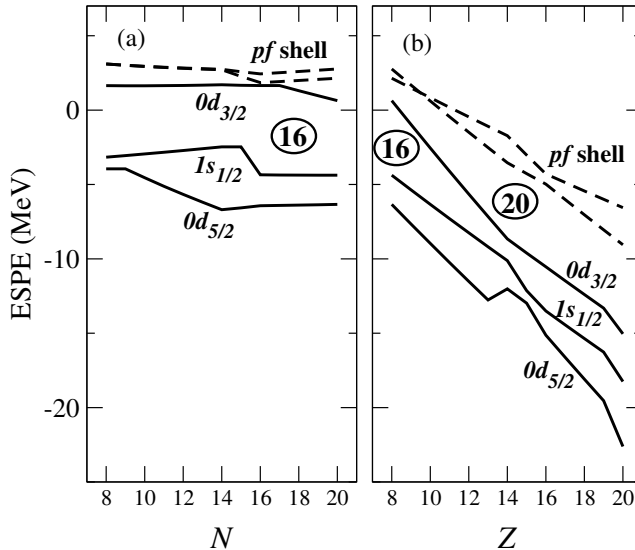 (a)
pf shell
0d3/2
16
1s1/2
0d5/2
0
-10
-20
ESPE (MeV)
8 10 12 14 16 18 20
N
(b)
pf shell
16
20
0d3/2
1s1/2
0d5/2
8 10 12 14 16 18 20
Z